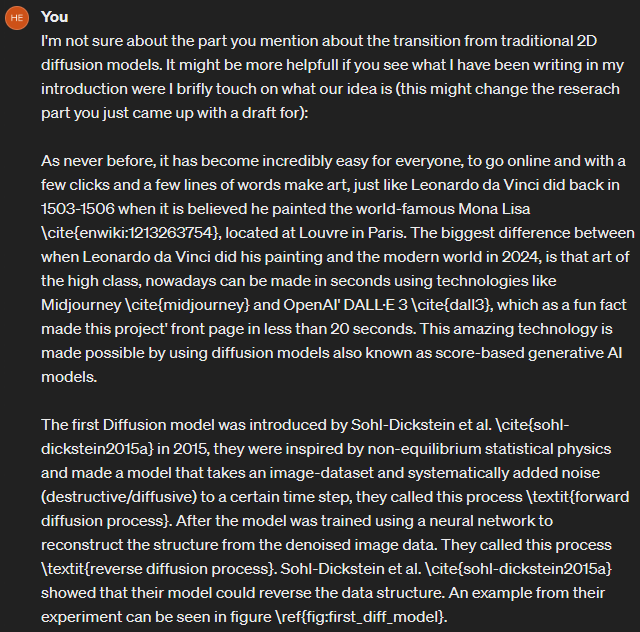 HE
You
I'm not sure about the part you mention about the transition from traditional 2D
diffusion models. It might be more helpfull if you see what I have been writing in my
introduction were I brifly touch on what our idea is (this might change the reserach
part you just came up with a draft for):
As never before, it has become incredibly easy for everyone, to go online and with a
few clicks and a few lines of words make art, just like Leonardo da Vinci did back in
1503-1506 when it is believed he painted the world-famous Mona Lisa
\cite{enwiki:1213263754}, located at Louvre in Paris. The biggest difference between
when Leonardo da Vinci did his painting and the modern world in 2024, is that art of
the high class, nowadays can be made in seconds using technologies like
Midjourney \cite{midjourney} and OpenAI' DALL·E 3 \cite{dall3}, which as a fun fact
made this project' front page in less than 20 seconds. This amazing technology is
made possible by using diffusion models also known as score-based generative AI
models.
The first Diffusion model was introduced by Sohl-Dickstein et al. \cite{sohl-
dickstein2015a} in 2015, they were inspired by non-equilibrium statistical physics
and made a model that takes an image-dataset and systematically added noise
(destructive/diffusive) to a certain time step, they called this process \textit{forward
diffusion process}. After the model was trained using a neural network to
reconstruct the structure from the denoised image data. They called this process
\textit{reverse diffusion process}. Sohl-Dickstein et al. \cite{sohl-dickstein2015a}
showed that their model could reverse the data structure. An example from their
experiment can be seen in figure \ref{fig:first_diff_model}.